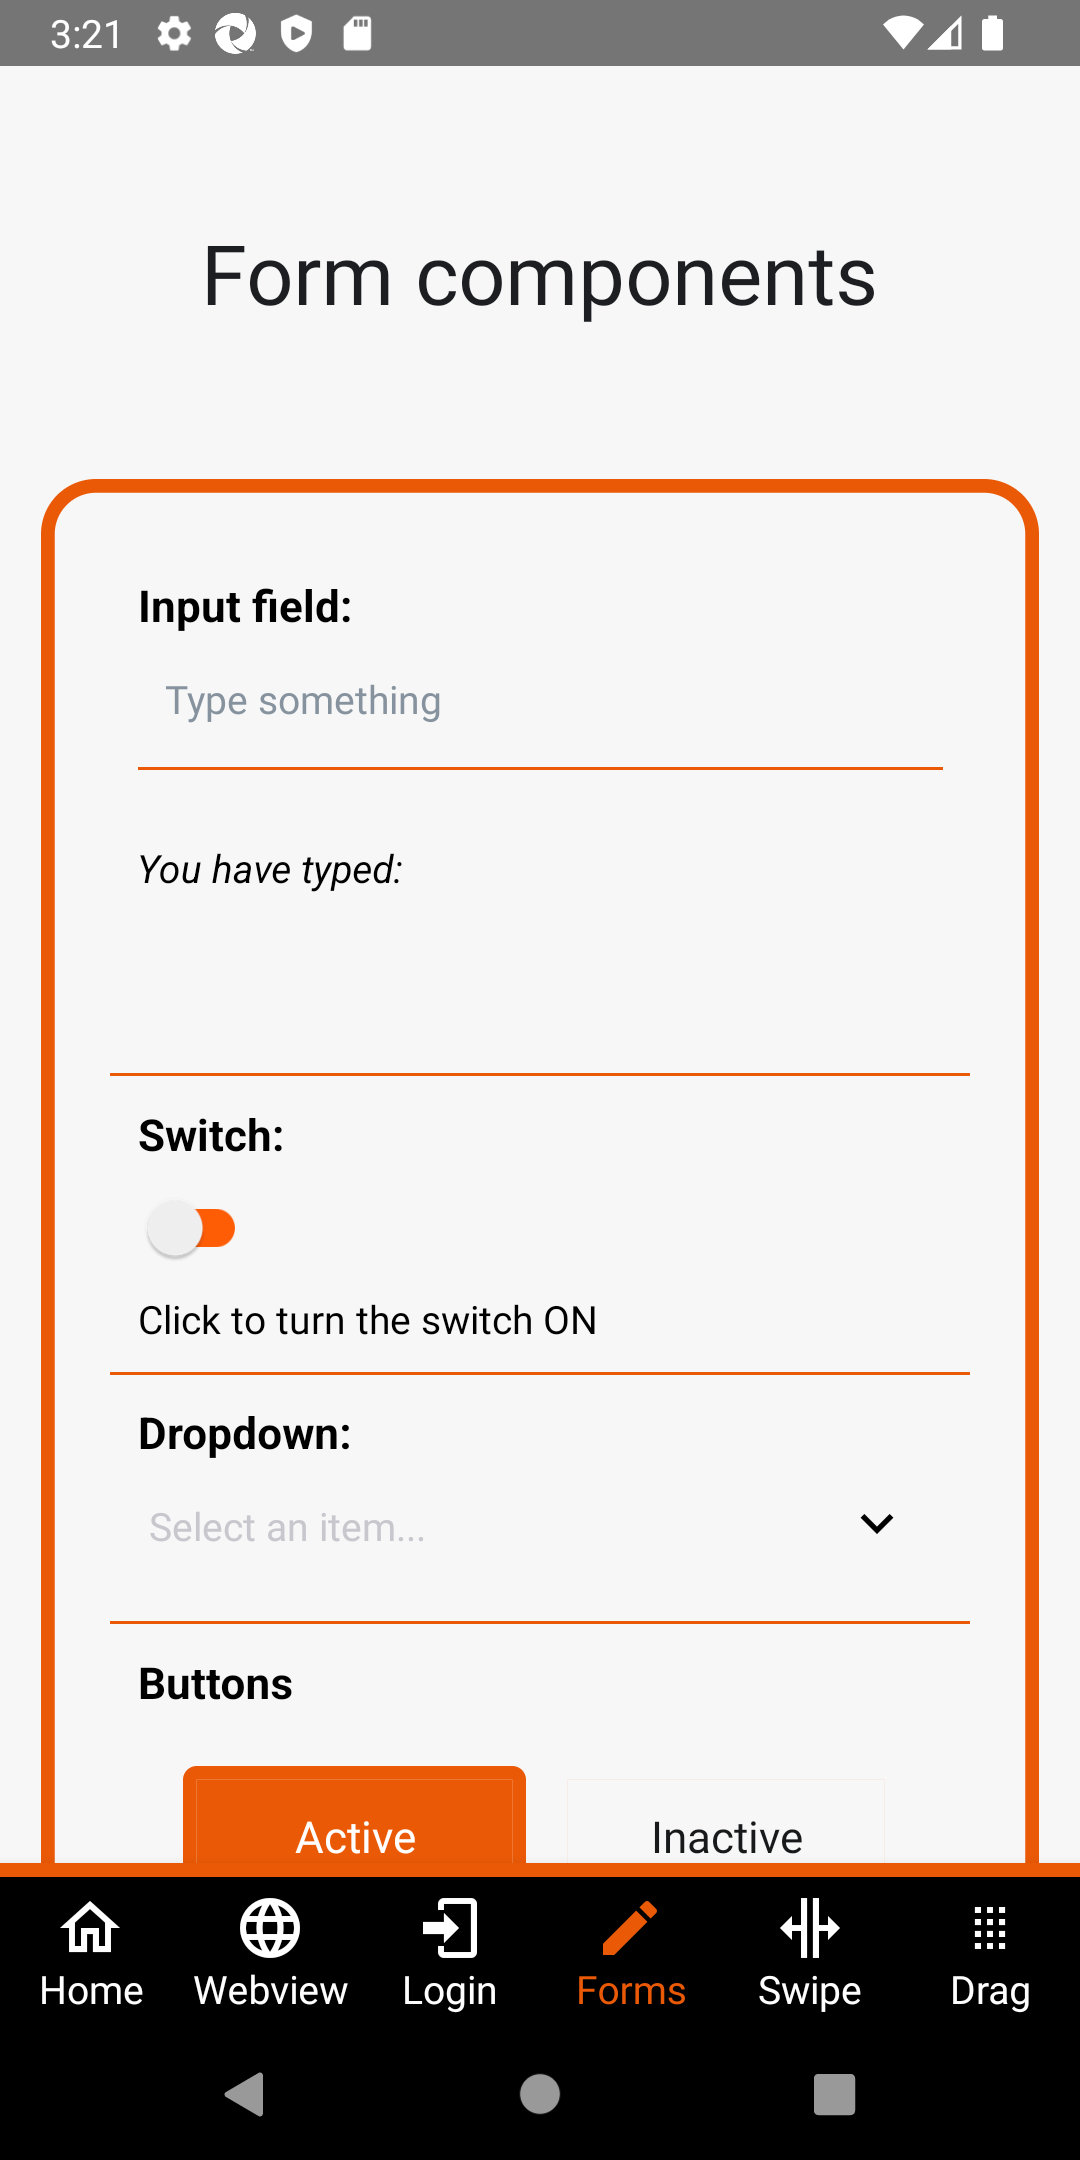 3:21
Form components
Input field:
Type something
You have typed:
Switch:
Click to turn the switch ON
Dropdown:
Select an item...
Buttons
Active Inactive
Home Webview Login Forms Swipe Drag